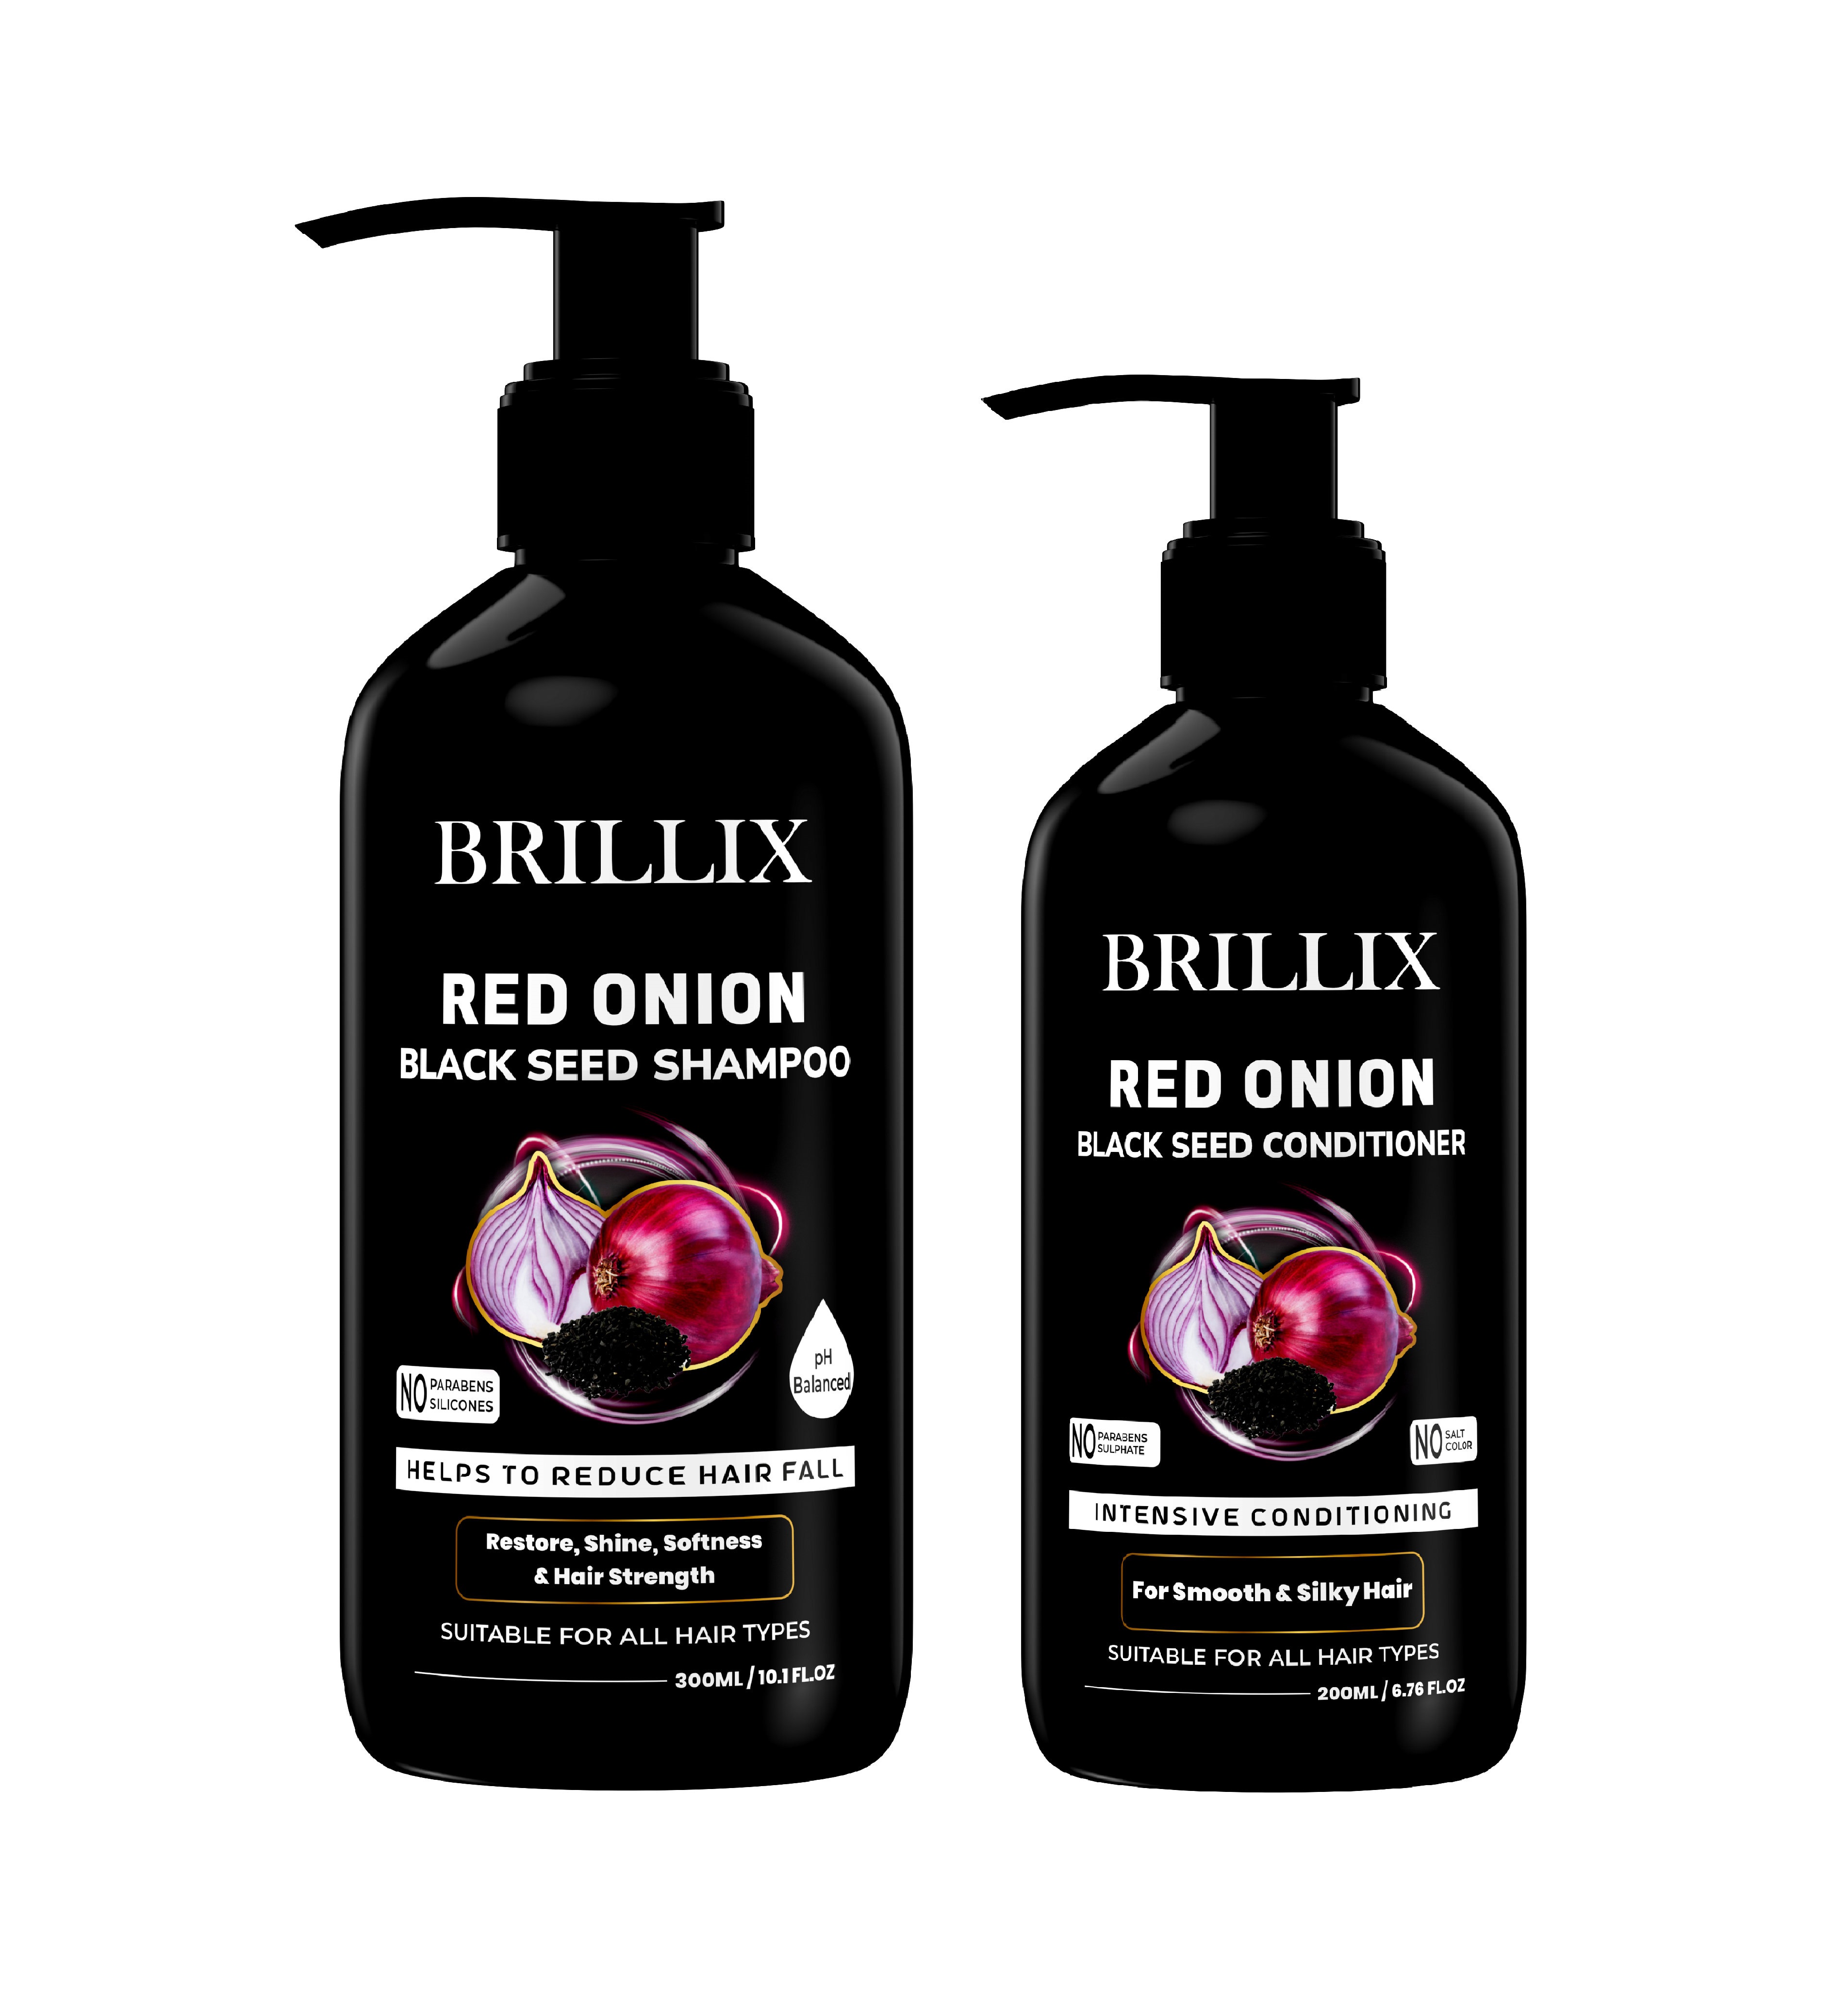 BRILLIX
RED ONION
BLACK SEED SHAMPOO
NO PARABENS
SILICONES
pH
Balanced
HELPS TO REDUCE HAIR FALL
Restore, Shine, Softness
& Hair Strength
SUITABLE FOR ALL HAIR TYPES
300ML / 10.1 FL.OZ
BRILLIX
RED ONION
BLACK SEED CONDITIONER
NO PARABENS
SULPHATE
NO SALT
COLOR
INTENSIVE CONDITIONING
For Smooth & Silky Hair
SUITABLE FOR ALL HAIR TYPES
200ML / 6.76 FL.OZ